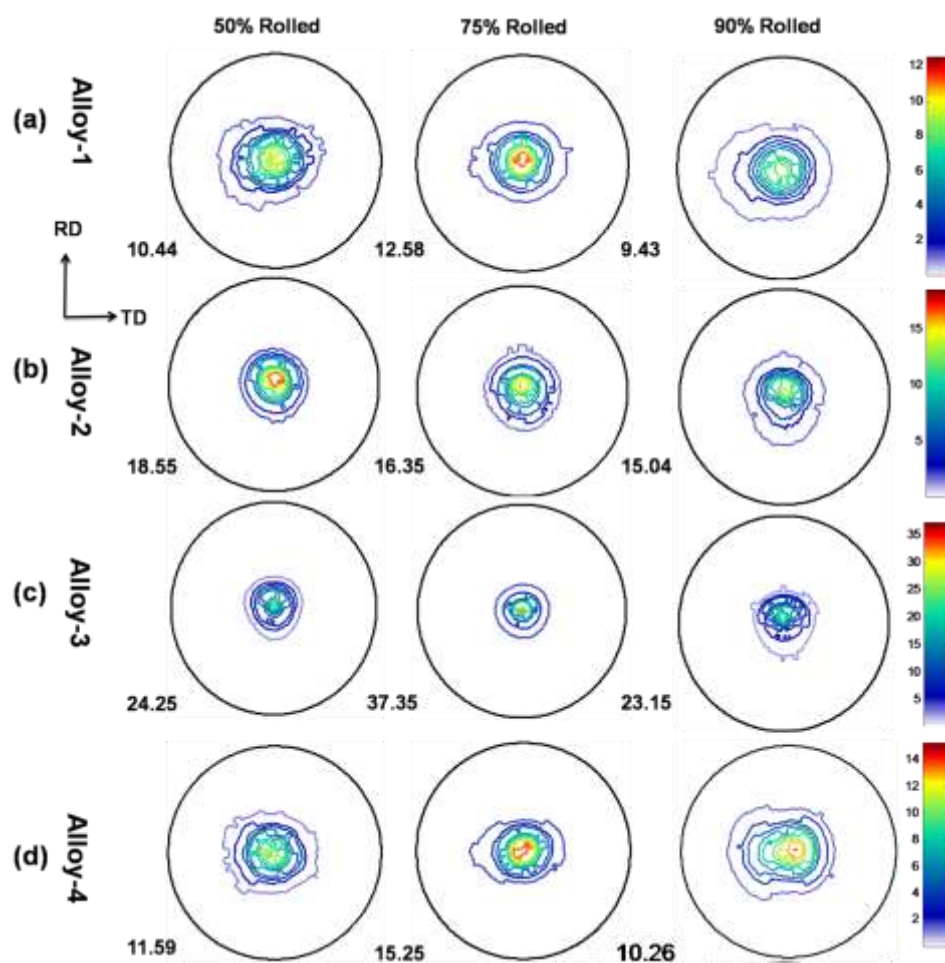 50% Rolled 75% Rolled 90% Rolled
(a) Alloy-1
12
10
8
6
4
2
RD
TD
10.44 12.58 9.43
(b) Alloy-2
15
10
5
18.55 16.35 15.04
(c) Alloy-3
35
30
25
20
15
10
5
24.25 37.35 23.15
(d) Alloy-4
14
12
10
8
6
4
2
11.59 15.25 10.26